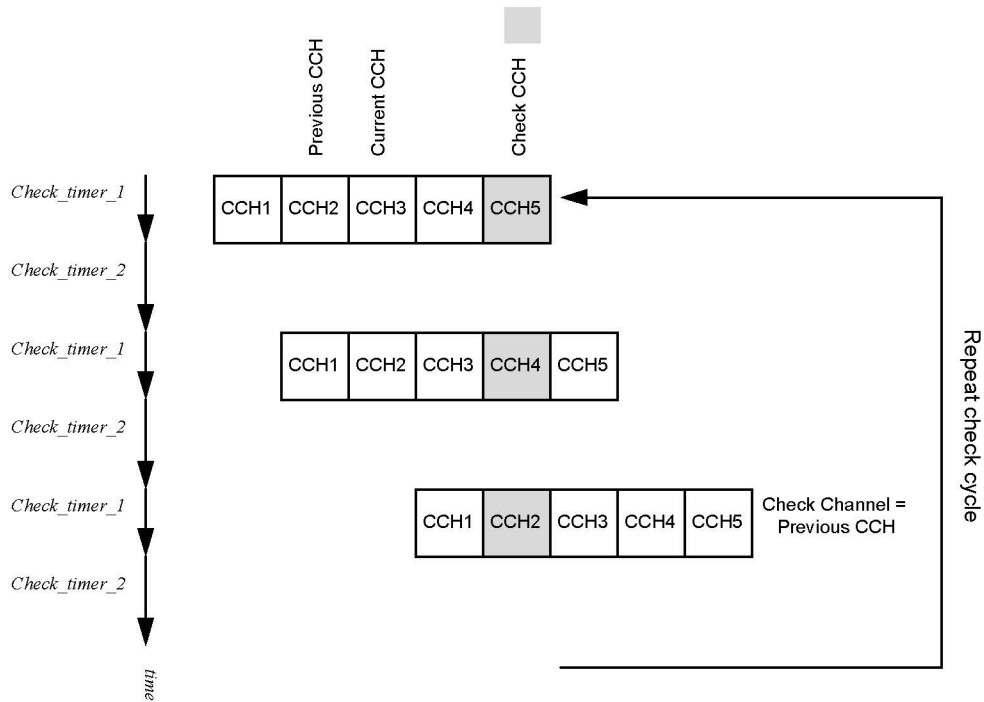 Previous CCH
Current CCH
Check CCH
Check_timer_1
CCH1 CCH2 CCH3 CCH4 CCH5
Check_timer_2
Check_timer_1
CCH1 CCH2 CCH3 CCH4 CCH5
Repeat check cycle
Check_timer_2
Check_timer_1
CCH1 CCH2 CCH3 CCH4 CCH5
Check Channel =
Previous CCH
Check_timer_2
time